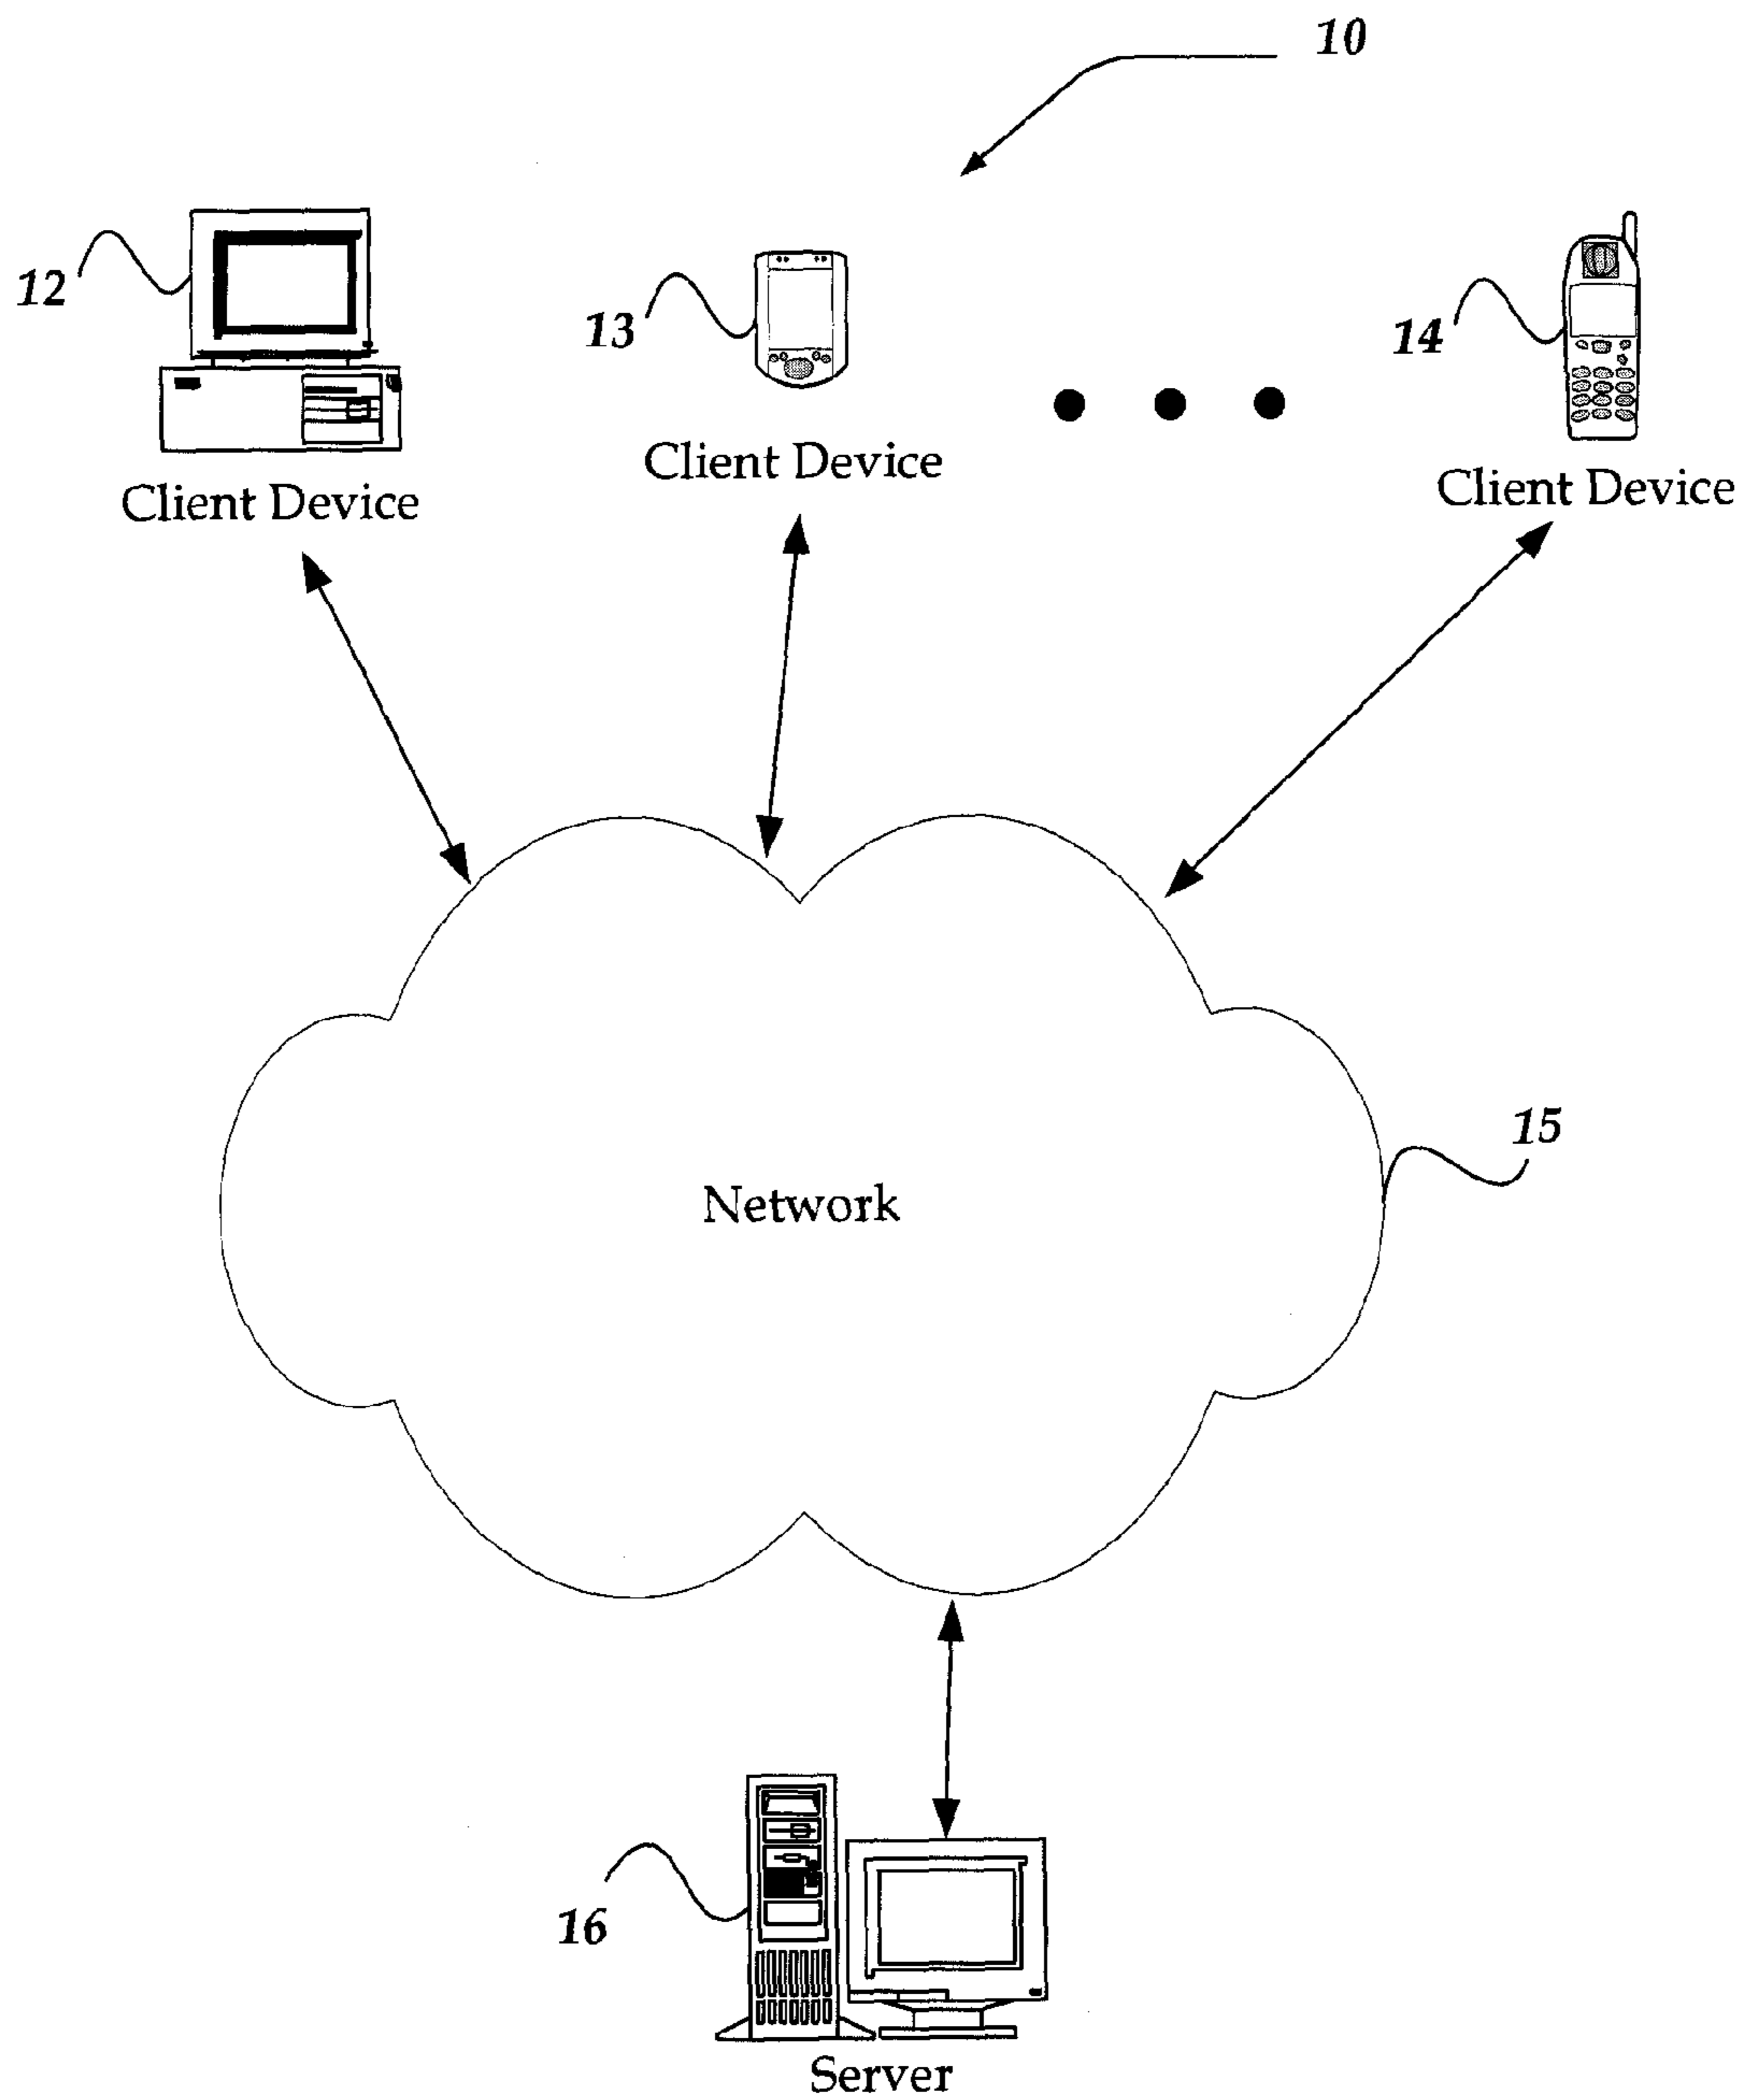 10
12
13
14
Client Device
Client Device
Client Device
15
Network
16
Server